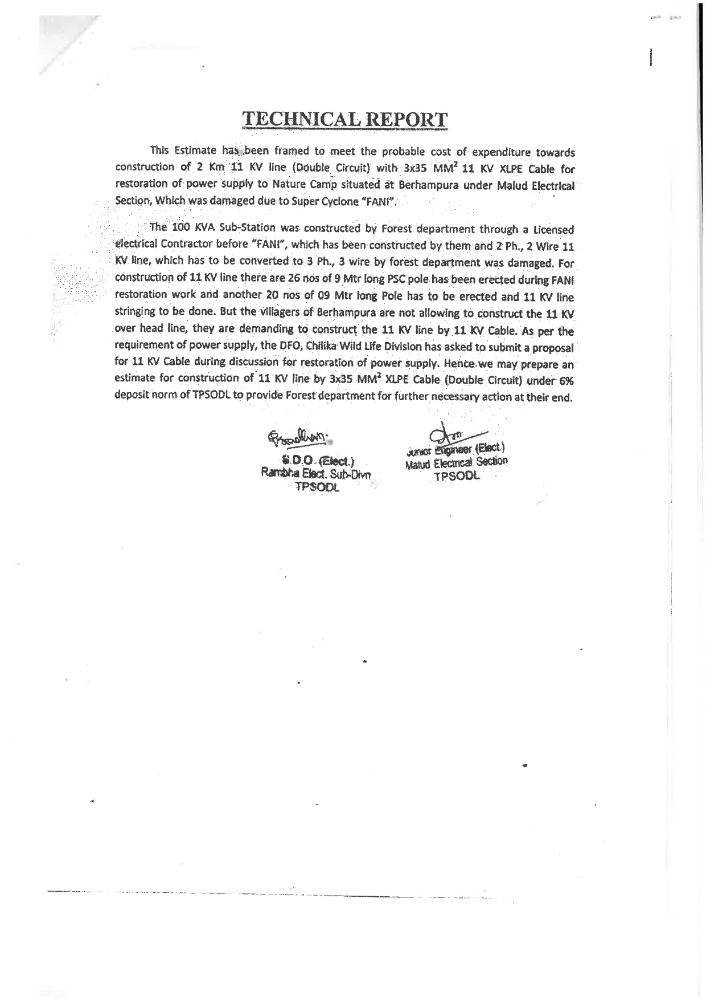 TECHNICAL REPORT
This Estimate has been framed to meet the probable cost of expenditure towards
construction of 2 Km 11 KV line (Double Circuit) with 3x35 MM² 11 KV XLPE Cable for
restoration of power supply to Nature Camp situated at Berhampura under Malud Electrical
Section, Which was damaged due to Super Cyclone "FANI".
The 100 KVA Sub-Station was constructed by Forest department through a Licensed
electrical Contractor before "FANI", which has been constructed by them and 2 Ph., 2 Wire 11
KV line, which has to be converted to 3 Ph., 3 wire by forest department was damaged. For
construction of 11 KV line there are 26 nos of 9 Mtr long PSC pole has been erected during FANI
restoration work and another 20 nos of 09 Mtr long Pole has to be erected and 11 KV line
stringing to be done. But the villagers of Berhampura are not allowing to construct the 11 KV
over head line, they are demanding to construct the 11 KV line by 11 KV Cable. As per the
requirement of power supply, the DFO, Chilika Wild Life Division has asked to submit a proposal
for 11 KV Cable during discussion for restoration of power supply. Hence we may prepare an
estimate for construction of 11 KV line by 3x35 MM² XLPE Cable (Double Circuit) under 6%
deposit norm of TPSODL to provide Forest department for further necessary action at their end.
S.D.O. (Elect.)
Rambha Elect. Sub-Divn
TPSODL
Junior Engineer (Elect.)
Malud Electrical Section
TPSODL